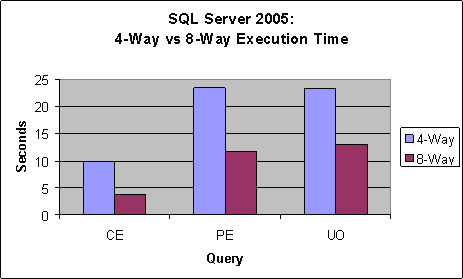 SQL Server 2005:
4-Way vs 8-Way Execution Time
25
20
15
10
5
0
Seconds
CE
PE
UO
Query
4-Way
8-Way